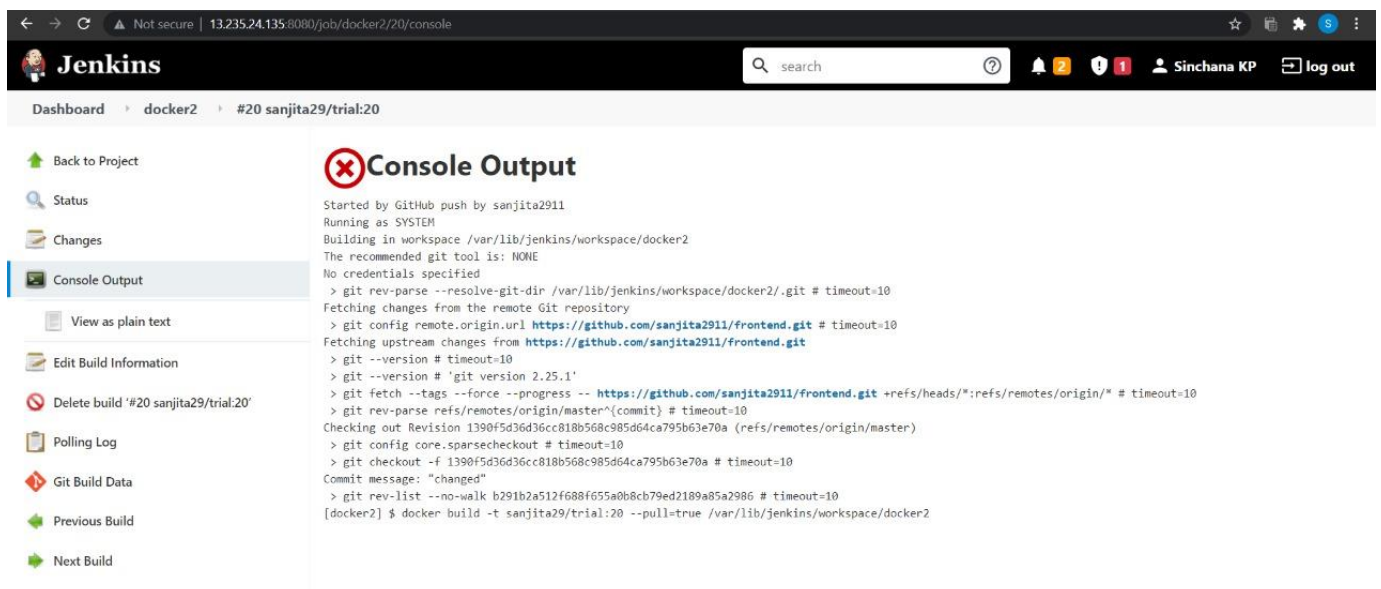 Not secure | 13.235.24.135:8080/job/docker2/20/console
S
Jenkins
search
2
1
Sinchana KP
log out
Dashboard
docker2
#20 sanjita29/trial:20
Back to Project
Status
Changes
Console Output
View as plain text
Edit Build Information
Delete build '#20 sanjita29/trial:20'
Polling Log
Git Build Data
Previous Build
Next Build
Console Output
Started by GitHub push by sanjita2911
Running as SYSTEM
Building in workspace /var/lib/jenkins/workspace/docker2
The recommended git tool is: NONE
No credentials specified
> git rev-parse --resolve-git-dir /var/lib/jenkins/workspace/docker2/.git # timeout=10
Fetching changes from the remote Git repository
> git config remote.origin.url https://github.com/sanjita2911/frontend.git # timeout=10
Fetching upstream changes from https://github.com/sanjita2911/frontend.git
> git --version # timeout=10
> git --version # 'git version 2.25.1'
> git fetch --tags --force --progress -- https://github.com/sanjita2911/frontend.git +refs/heads/*:refs/remotes/origin/* # timeout=10
> git rev-parse refs/remotes/origin/master^{commit} # timeout=10
Checking out Revision 1390f5d36d36cc818b568c985d64ca795b63e70a (refs/remotes/origin/master)
> git config core.sparsecheckout # timeout=10
> git checkout -f 1390f5d36d36cc818b568c985d64ca795b63e70a # timeout=10
Commit message: "changed"
> git rev-list --no-walk b291b2a512f688f655a0b8cb79ed2189a85a2986 # timeout=10
[docker2] $ docker build -t sanjita29/trial:20 --pull=true /var/lib/jenkins/workspace/docker2